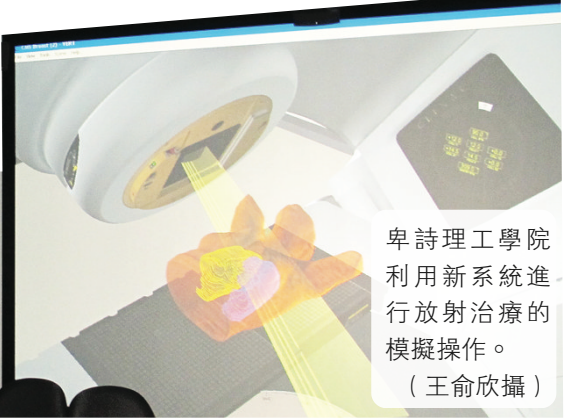 卑詩理工學院
利用新系統進
行放射治療的
模擬操作。
（王俞欣攝）